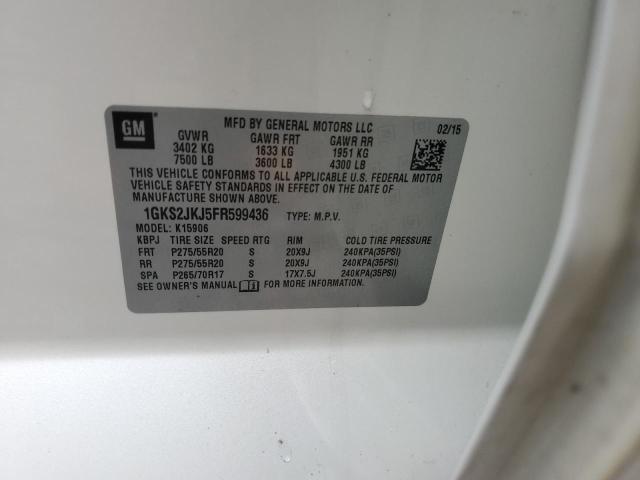 GM
MFD BY GENERAL MOTORS LLC 02/15
GVWR GAWR FRT GAWR RR
3402 KG 1633 KG 1951 KG
7500 LB 3600 LB 4300 LB
THIS VEHICLE CONFORMS TO ALL APPLICABLE U.S. FEDERAL MOTOR
VEHICLE SAFETY STANDARDS IN EFFECT ON THE DATE OF
MANUFACTURE SHOWN ABOVE.
1GKS2JKJ5FR599436 TYPE: M.P.V.
MODEL: K15906
KBPJ TIRE SIZE SPEED RTG RIM COLD TIRE PRESSURE
FRT P275/55R20 S 20X9J 240KPA(35PSI)
RR P275/55R20 S 20X9J 240KPA(35PSI)
SPA P265/70R17 S 17X7.5J 240KPA(35PSI)
SEE OWNER'S MANUAL FOR MORE INFORMATION.